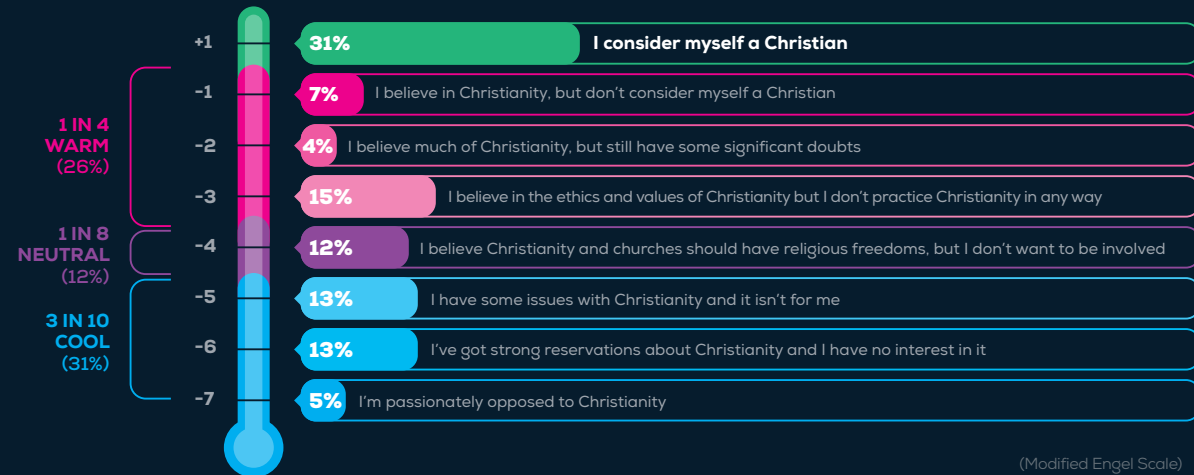 +1 31% I consider myself a Christian
-1 7% I believe in Christianity, but don't consider myself a Christian
1 IN 4
WARM
(26%)
-2 4% I believe much of Christianity, but still have some significant doubts
-3 15% I believe in the ethics and values of Christianity but I don't practice Christianity in any way
1 IN 8
NEUTRAL
(12%)
-4 12% I believe Christianity and churches should have religious freedoms, but I don't want to be involved
-5 13% I have some issues with Christianity and it isn't for me
3 IN 10
COOL
(31%)
-6 13% I've got strong reservations about Christianity and I have no interest in it
-7 5% I'm passionately opposed to Christianity
(Modified Engel Scale)